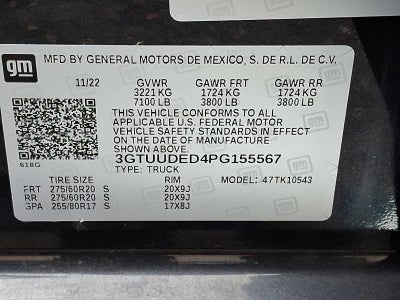 gm
MFD BY GENERAL MOTORS DE MEXICO, S. DE R.L. DE C.V.
11/22 GVWR GAWR FRT GAWR RR
3221 KG 1724 KG 1724 KG
7100 LB 3800 LB 3800 LB
THIS VEHICLE CONFORMS TO ALL
APPLICABLE U.S. FEDERAL MOTOR
VEHICLE SAFETY STANDARDS IN EFFECT
ON THE DATE OF MANUFACTURE
SHOWN ABOVE.
618G
3GTUUDED4PG155567
TYPE: TRUCK
TIRE SIZE RIM MODEL: 47TK10543
FRT 275/60R20 S 20X9J
RR 275/60R20 S 20X9J
SPA 255/80R17 S 17X8J
gm